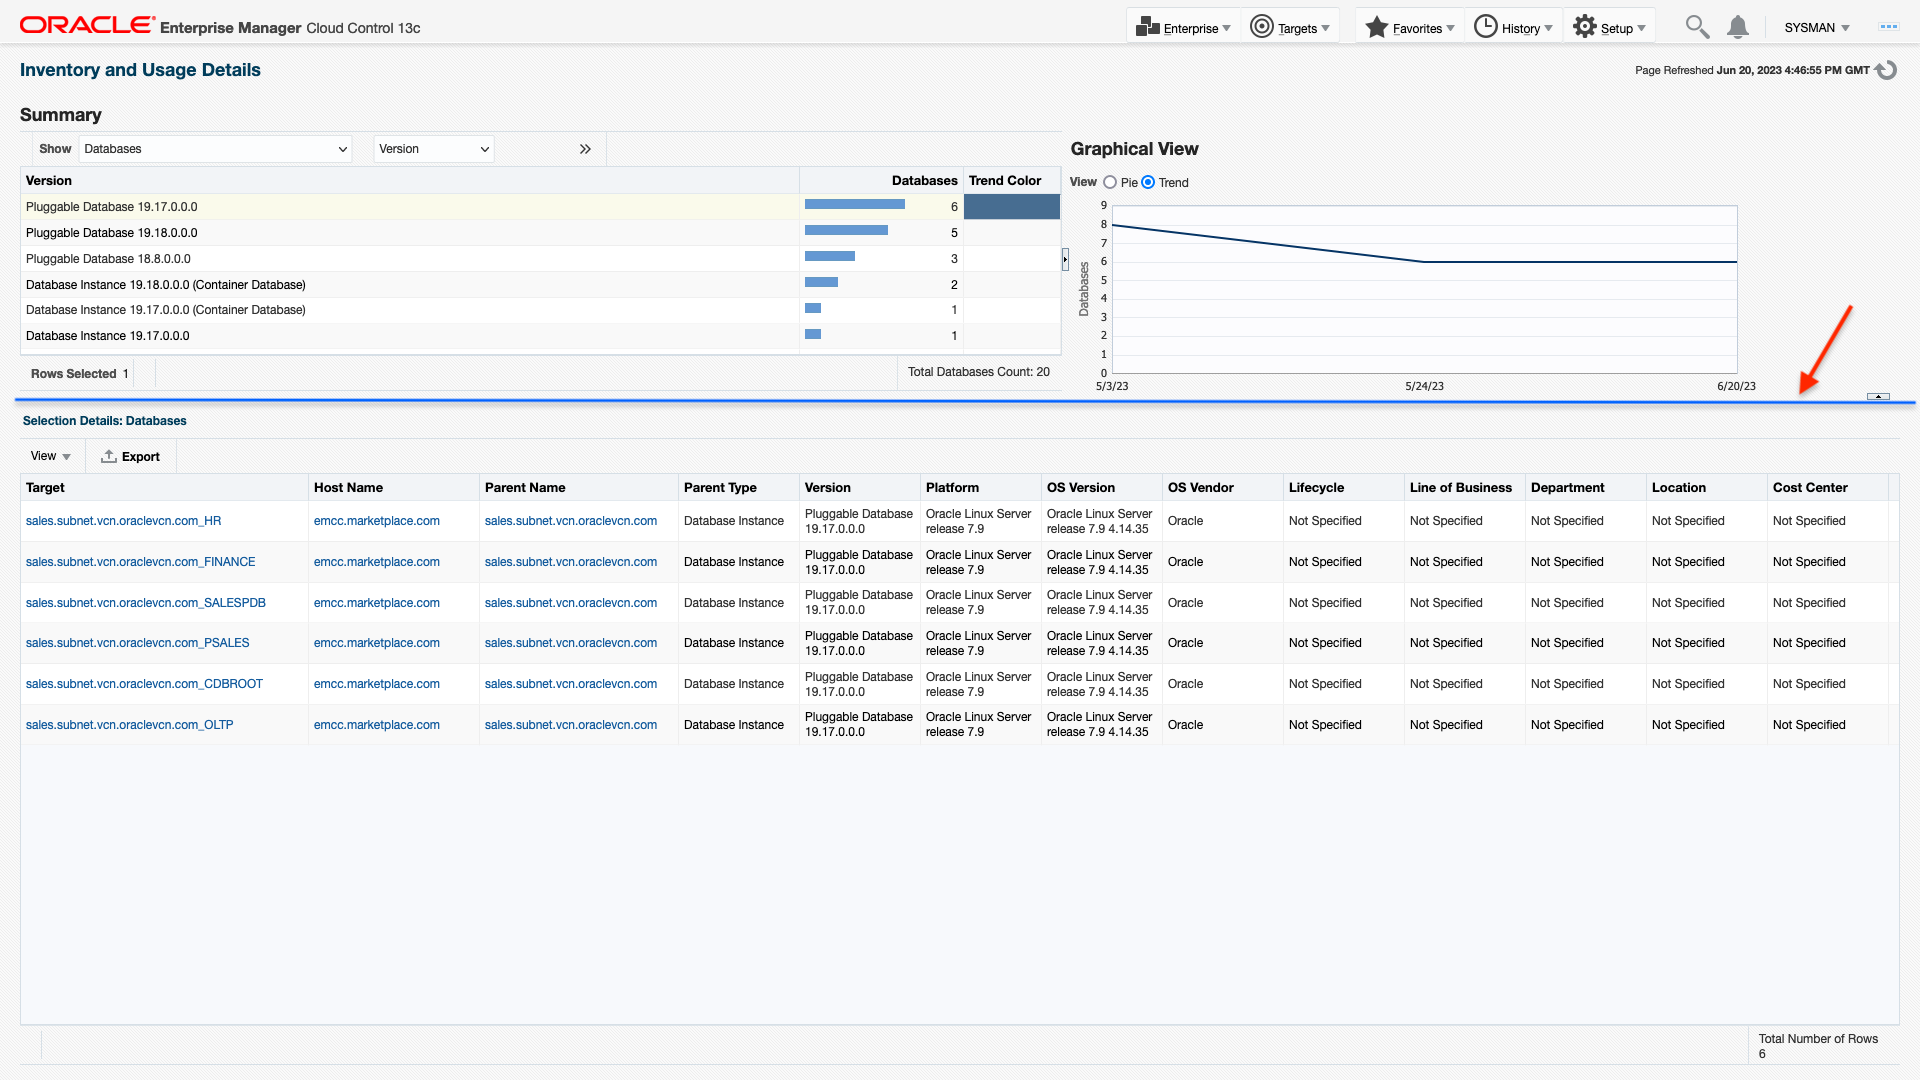 ORACLE Enterprise Manager Cloud Control 13c
Enterprise Targets Favorites History Setup SYSMAN
Inventory and Usage Details
Page Refreshed Jun 20, 2023 4:46:55 PM GMT
Summary
Show Databases Version »
Version Databases Trend Color
Pluggable Database 19.17.0.0.0 6
Pluggable Database 19.18.0.0.0 5
Pluggable Database 18.8.0.0.0 3
Database Instance 19.18.0.0.0 (Container Database) 2
Database Instance 19.17.0.0.0 (Container Database) 1
Database Instance 19.17.0.0.0 1
Rows Selected 1 Total Databases Count: 20
Graphical View
View Pie Trend
9
8
7
6
5
4
3
2
1
0
Databases
5/3/23 5/24/23 6/20/23
Selection Details: Databases
View Export
Target Host Name Parent Name Parent Type Version Platform OS Version OS Vendor Lifecycle Line of Business Department Location Cost Center
sales.subnet.vcn.oraclevcn.com_HR emcc.marketplace.com sales.subnet.vcn.oraclevcn.com Database Instance Pluggable Database 19.17.0.0.0 Oracle Linux Server release 7.9 Oracle Linux Server release 7.9 4.14.35 Oracle Not Specified Not Specified Not Specified Not Specified Not Specified
sales.subnet.vcn.oraclevcn.com_FINANCE emcc.marketplace.com sales.subnet.vcn.oraclevcn.com Database Instance Pluggable Database 19.17.0.0.0 Oracle Linux Server release 7.9 Oracle Linux Server release 7.9 4.14.35 Oracle Not Specified Not Specified Not Specified Not Specified Not Specified
sales.subnet.vcn.oraclevcn.com_SALESPDB emcc.marketplace.com sales.subnet.vcn.oraclevcn.com Database Instance Pluggable Database 19.17.0.0.0 Oracle Linux Server release 7.9 Oracle Linux Server release 7.9 4.14.35 Oracle Not Specified Not Specified Not Specified Not Specified Not Specified
sales.subnet.vcn.oraclevcn.com_PSALES emcc.marketplace.com sales.subnet.vcn.oraclevcn.com Database Instance Pluggable Database 19.17.0.0.0 Oracle Linux Server release 7.9 Oracle Linux Server release 7.9 4.14.35 Oracle Not Specified Not Specified Not Specified Not Specified Not Specified
sales.subnet.vcn.oraclevcn.com_CDBROOT emcc.marketplace.com sales.subnet.vcn.oraclevcn.com Database Instance Pluggable Database 19.17.0.0.0 Oracle Linux Server release 7.9 Oracle Linux Server release 7.9 4.14.35 Oracle Not Specified Not Specified Not Specified Not Specified Not Specified
sales.subnet.vcn.oraclevcn.com_OLTP emcc.marketplace.com sales.subnet.vcn.oraclevcn.com Database Instance Pluggable Database 19.17.0.0.0 Oracle Linux Server release 7.9 Oracle Linux Server release 7.9 4.14.35 Oracle Not Specified Not Specified Not Specified Not Specified Not Specified
Total Number of Rows
6